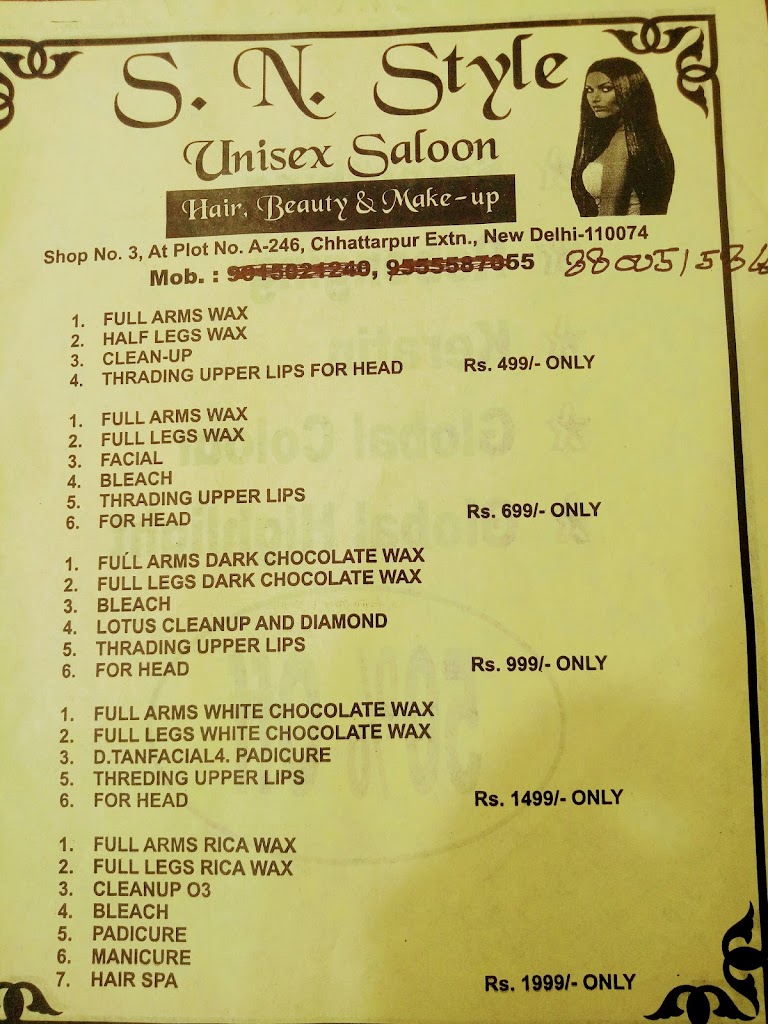 S. N. Style
Unisex Saloon
Hair, Beauty & Make-up
Shop No. 3, At Plot No. A-246, Chhattarpur Extn., New Delhi-110074
Mob. : 9015021240, 9555587055
1. FULL ARMS WAX
2. HALF LEGS WAX
3. CLEAN-UP
4. THRADING UPPER LIPS FOR HEAD Rs. 499/- ONLY
1. FULL ARMS WAX
2. FULL LEGS WAX
3. FACIAL
4. BLEACH
5. THRADING UPPER LIPS
6. FOR HEAD Rs. 699/- ONLY
1. FULL ARMS DARK CHOCOLATE WAX
2. FULL LEGS DARK CHOCOLATE WAX
3. BLEACH
4. LOTUS CLEANUP AND DIAMOND
5. THRADING UPPER LIPS
6. FOR HEAD Rs. 999/- ONLY
1. FULL ARMS WHITE CHOCOLATE WAX
2. FULL LEGS WHITE CHOCOLATE WAX
3. D.TANFACIAL4. PADICURE
5. THREDING UPPER LIPS
6. FOR HEAD Rs. 1499/- ONLY
1. FULL ARMS RICA WAX
2. FULL LEGS RICA WAX
3. CLEANUP O3
4. BLEACH
5. PADICURE
6. MANICURE
7. HAIR SPA Rs. 1999/- ONLY